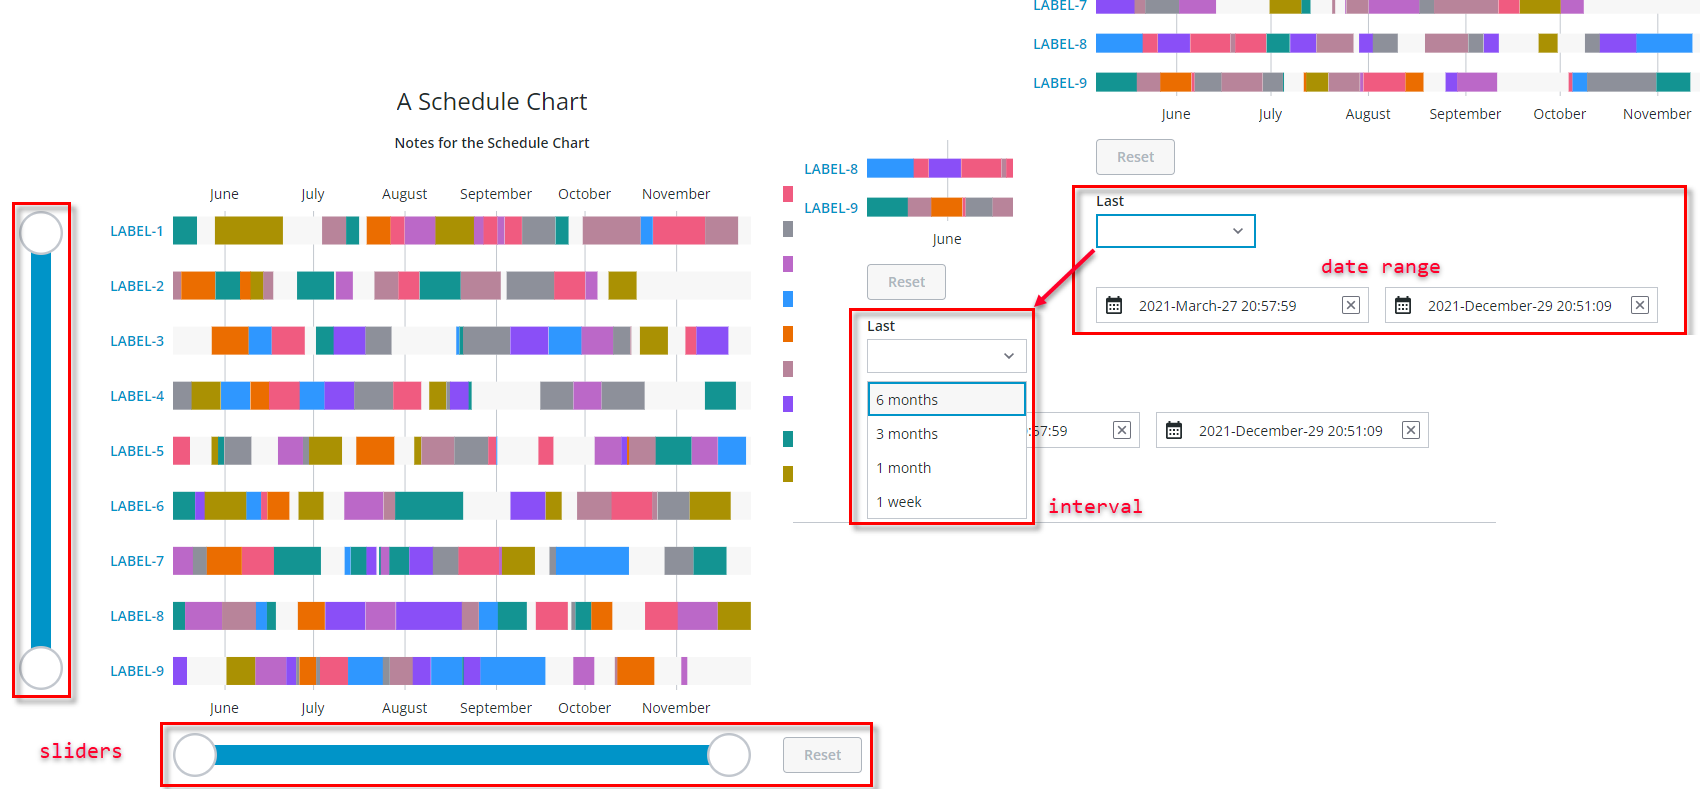 A Schedule Chart
Notes for the Schedule Chart
June July August September October November
LABEL-1
LABEL-2
LABEL-3
LABEL-4
LABEL-5
LABEL-6
LABEL-7
LABEL-8
LABEL-9
June July August September October November
sliders
Reset
LABEL-8
LABEL-9
June
Reset
Last
6 months
3 months
1 month
1 week
interval
:57:59
2021-December-29 20:51:09
LABEL-7
LABEL-8
LABEL-9
June July August September October November
Reset
Last
date range
2021-March-27 20:57:59
2021-December-29 20:51:09